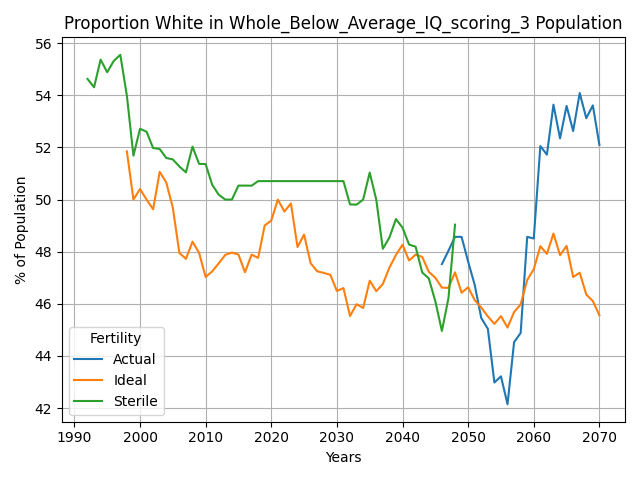 Proportion White in Whole_Below_Average_IQ_scoring_3 Population
% of Population
56
54
52
50
48
46
44
42
Fertility
Actual
Ideal
Sterile
1990 2000 2010 2020 2030 2040 2050 2060 2070
Years